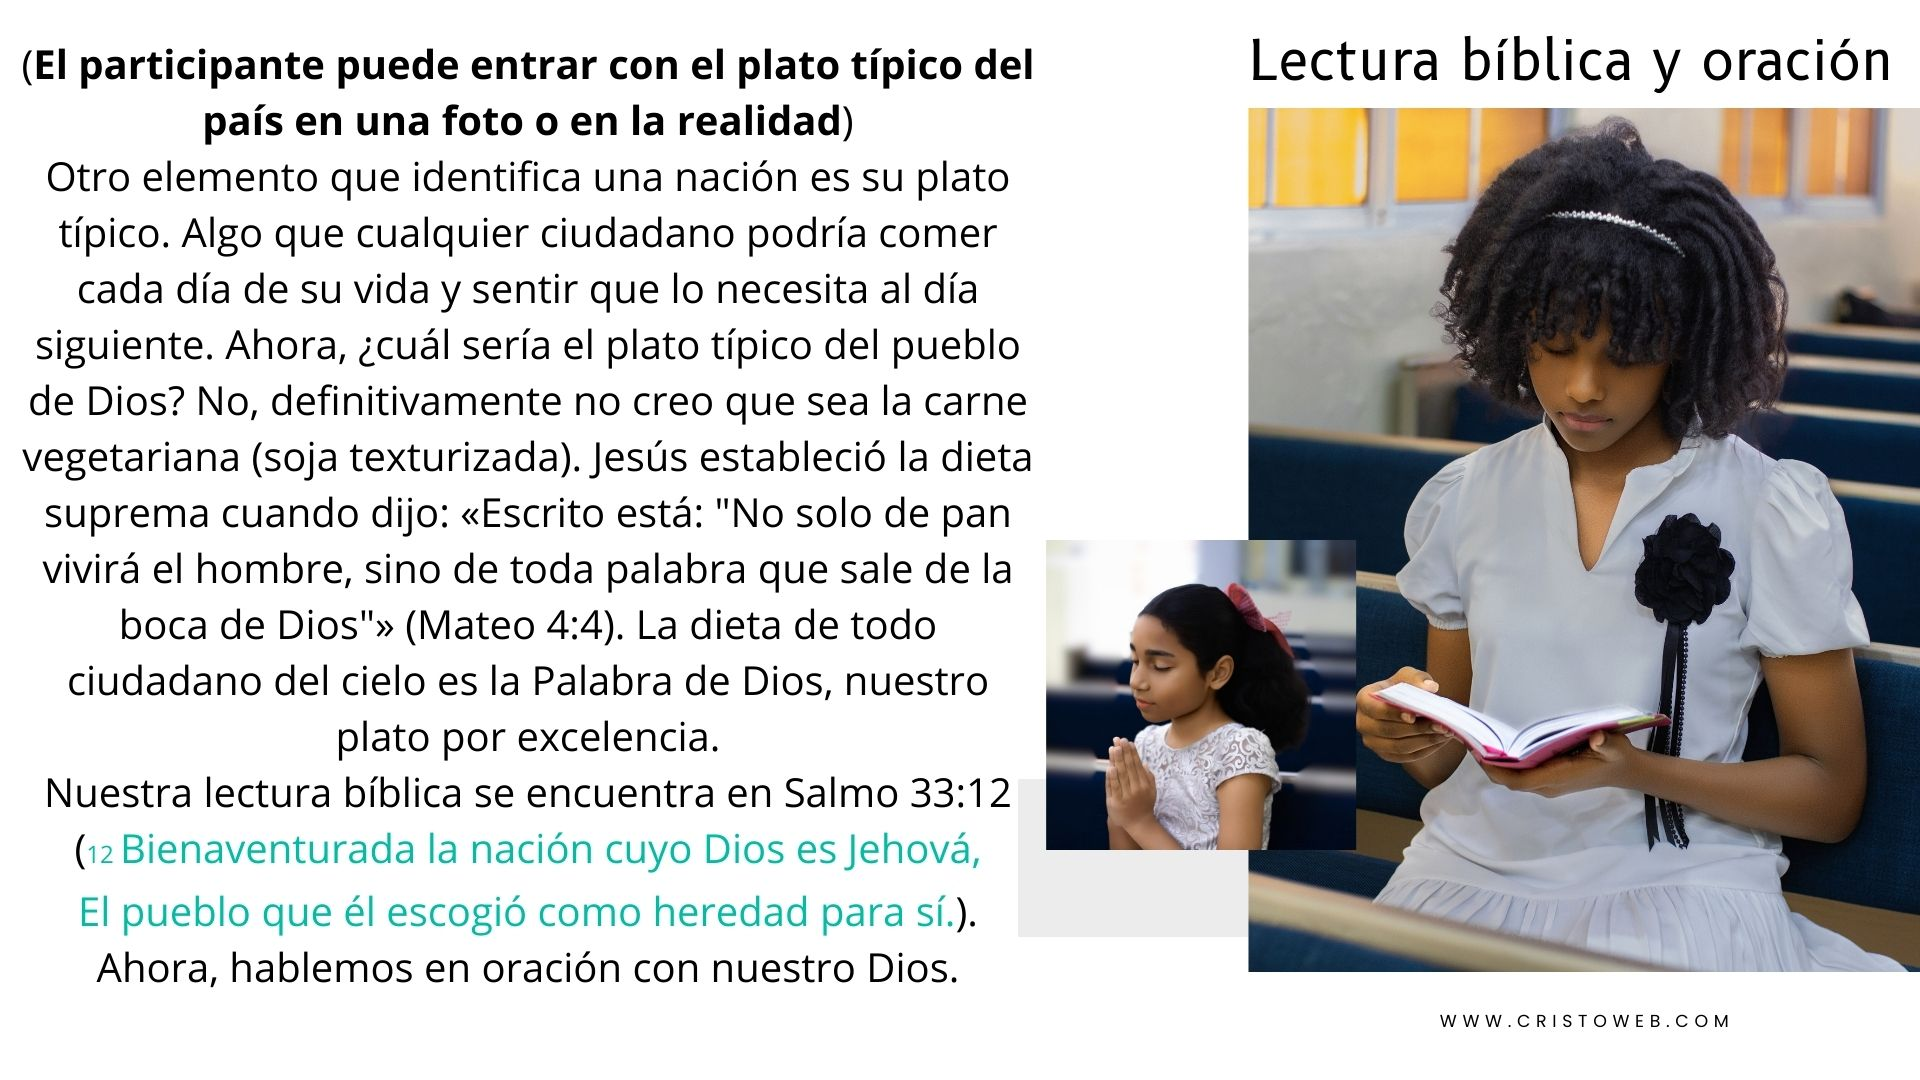 Lectura bíblica y oración
(El participante puede entrar con el plato típico del
país en una foto o en la realidad)
Otro elemento que identifica una nación es su plato
típico. Algo que cualquier ciudadano podría comer
cada día de su vida y sentir que lo necesita al día
siguiente. Ahora, ¿cuál sería el plato típico del pueblo
de Dios? No, definitivamente no creo que sea la carne
vegetariana (soja texturizada). Jesús estableció la dieta
suprema cuando dijo: «Escrito está: "No solo de pan
vivirá el hombre, sino de toda palabra que sale de la
boca de Dios"» (Mateo 4:4). La dieta de todo
ciudadano del cielo es la Palabra de Dios, nuestro
plato por excelencia.
Nuestra lectura bíblica se encuentra en Salmo 33:12
(12 Bienaventurada la nación cuyo Dios es Jehová,
El pueblo que él escogió como heredad para sí.).
Ahora, hablemos en oración con nuestro Dios.
WWW.CRISTOWEB.COM